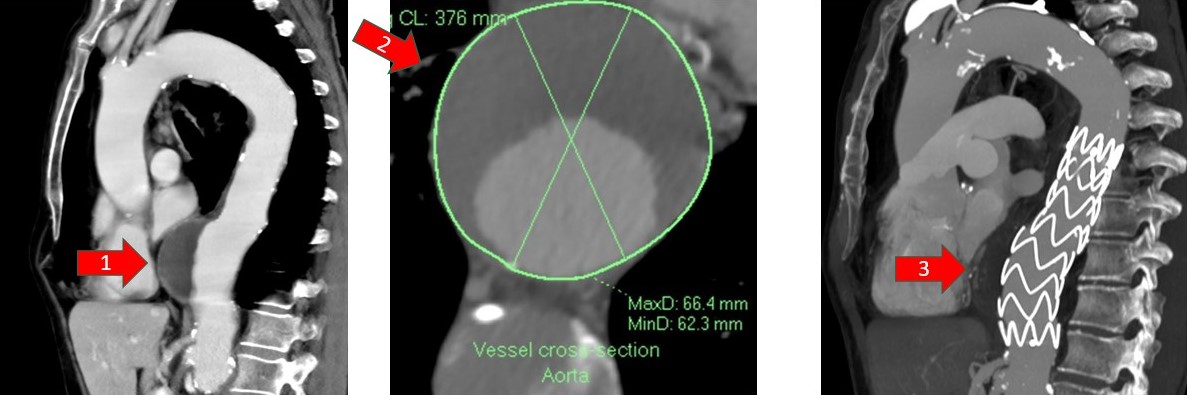 1
2
g CL: 376 mm
MaxD: 66.4 mm
MinD: 62.3 mm
Vessel cross-section
Aorta
3